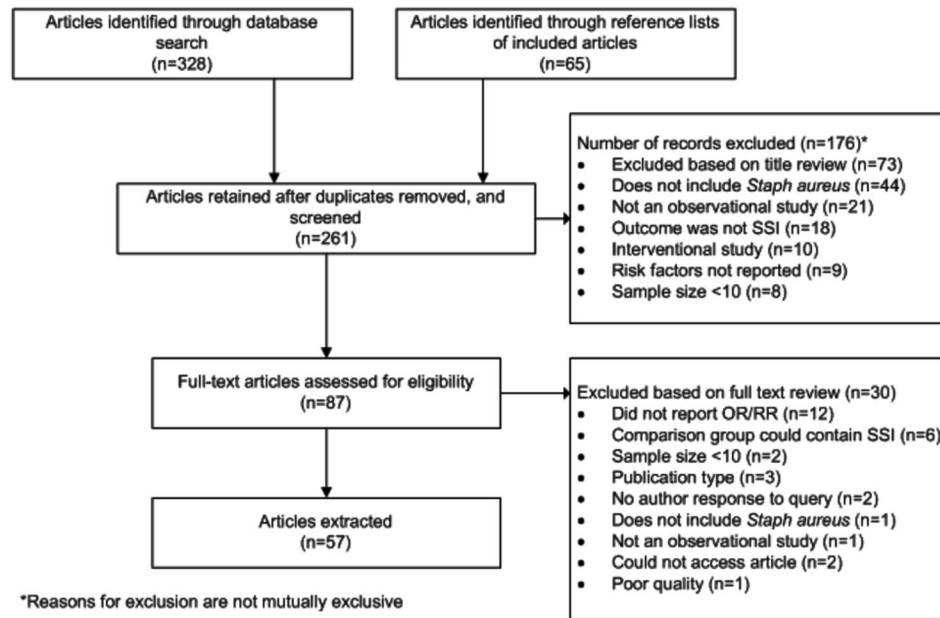 Articles identified through database
search
(n=328)
Articles identified through reference lists
of included articles
(n=65)
Number of records excluded (n=176)*
• Excluded based on title review (n=73)
• Does not include Staph aureus (n=44)
• Not an observational study (n=21)
• Outcome was not SSI (n=18)
• Interventional study (n=10)
• Risk factors not reported (n=9)
• Sample size <10 (n=8)
Articles retained after duplicates removed, and
screened
(n=261)
Full-text articles assessed for eligibility
(n=87)
Excluded based on full text review (n=30)
• Did not report OR/RR (n=12)
• Comparison group could contain SSI (n=6)
• Sample size <10 (n=2)
• Publication type (n=3)
• No author response to query (n=2)
• Does not include Staph aureus (n=1)
• Not an observational study (n=1)
• Could not access article (n=2)
• Poor quality (n=1)
Articles extracted
(n=57)
*Reasons for exclusion are not mutually exclusive